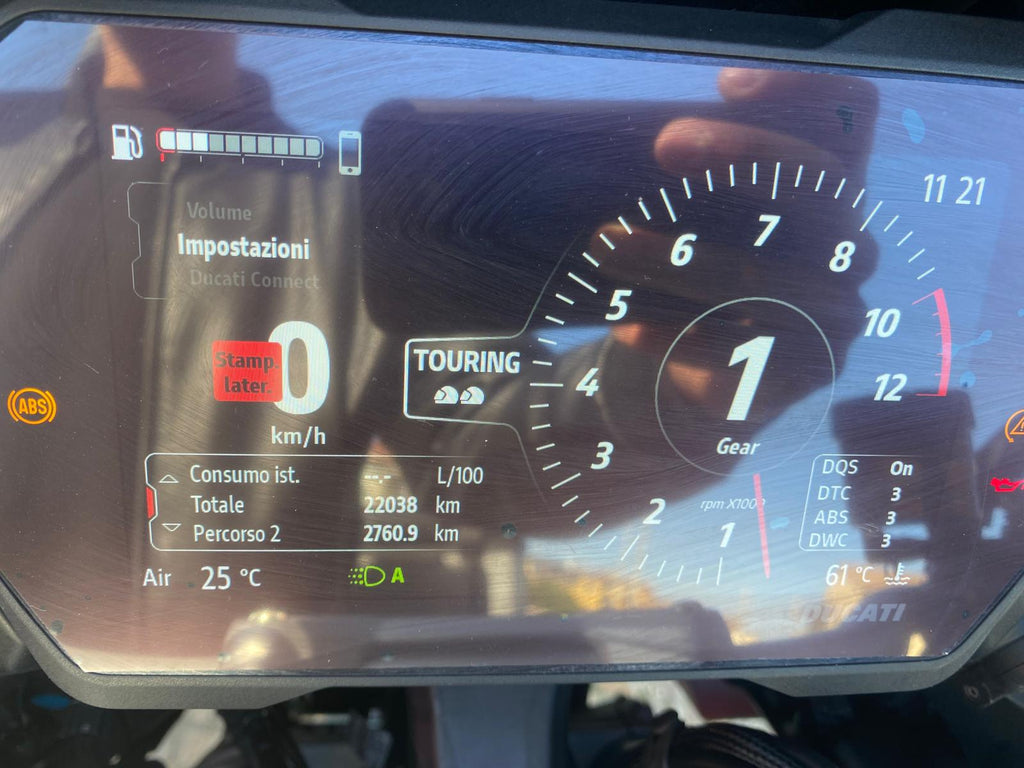 11 21
Volume
Impostazioni
Ducati Connect
Stamp.
later.
0
km/h
TOURING
1
Gear
1
2
3
4
5
6
7
8
10
12
rpm X1000
ABS
Consumo ist. --.- L/100
Totale 22038 km
Percorso 2 2760.9 km
DQS On
DTC 3
ABS 3
DWC 3
Air 25 °C
A
61 °C
DUCATI